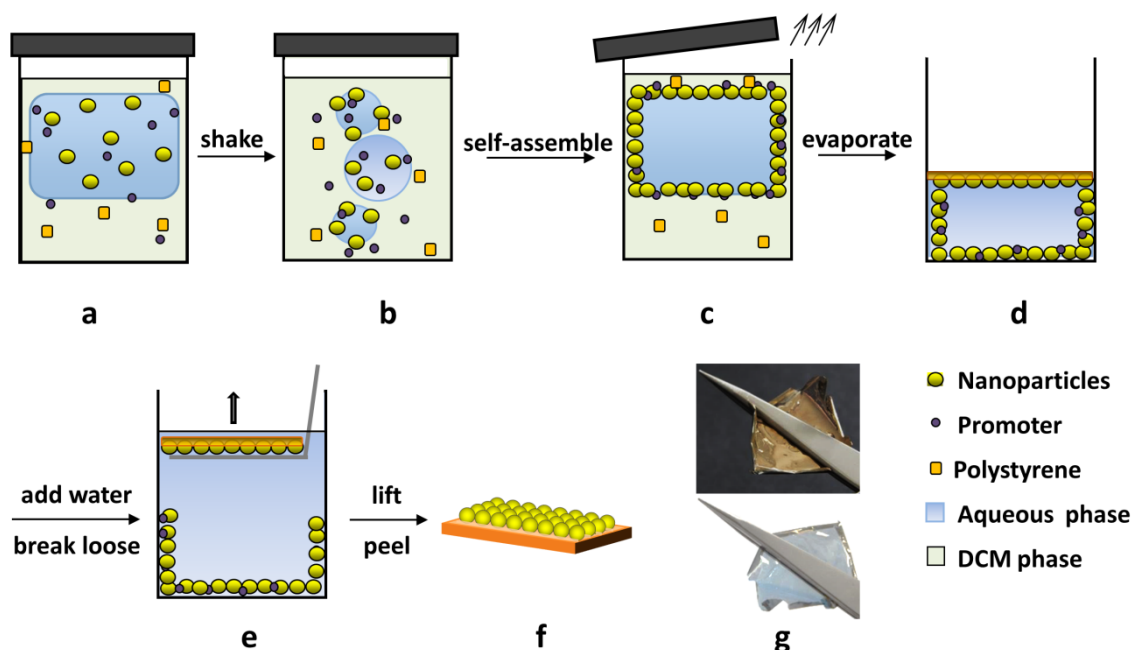 shake
self-assemble
evaporate
a
b
c
d
add water
break loose
lift
peel
e
f
g
Nanoparticles
Promoter
Polystyrene
Aqueous phase
DCM phase